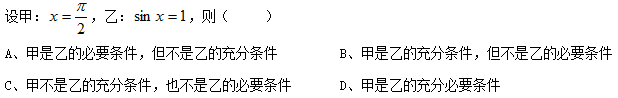 设甲：x=π/2，乙：sin x=1，则（　　）
A、甲是乙的必要条件，但不是乙的充分条件　　B、甲是乙的充分条件，但不是乙的必要条件
C、甲不是乙的充分条件，也不是乙的必要条件　　D、甲是乙的充分必要条件